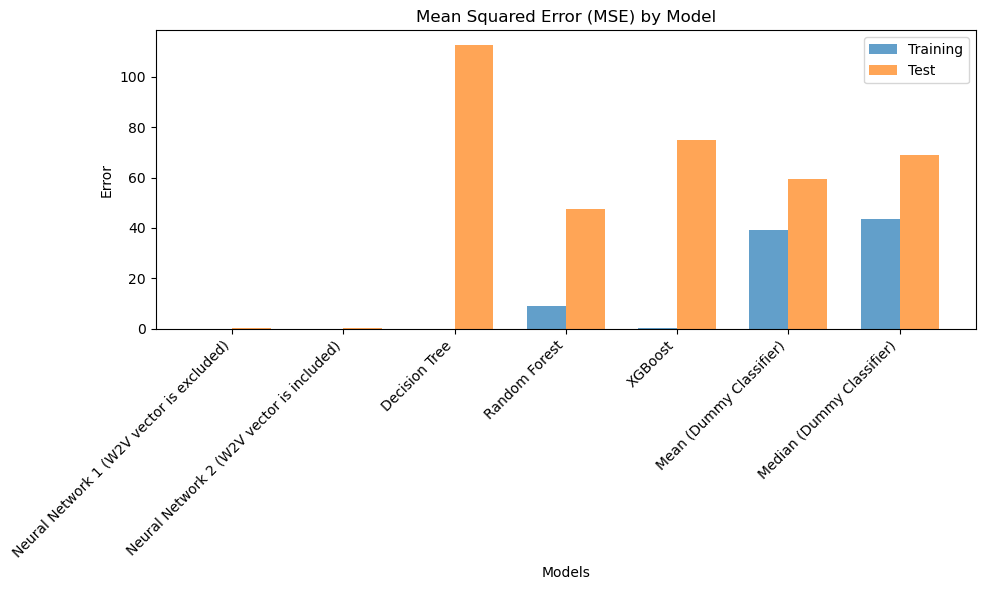 Mean Squared Error (MSE) by Model
Training
Test
Error
100
80
60
40
20
0
Neural Network 1 (W2V vector is excluded)
Neural Network 2 (W2V vector is included)
Decision Tree
Random Forest
XGBoost
Mean (Dummy Classifier)
Median (Dummy Classifier)
Models